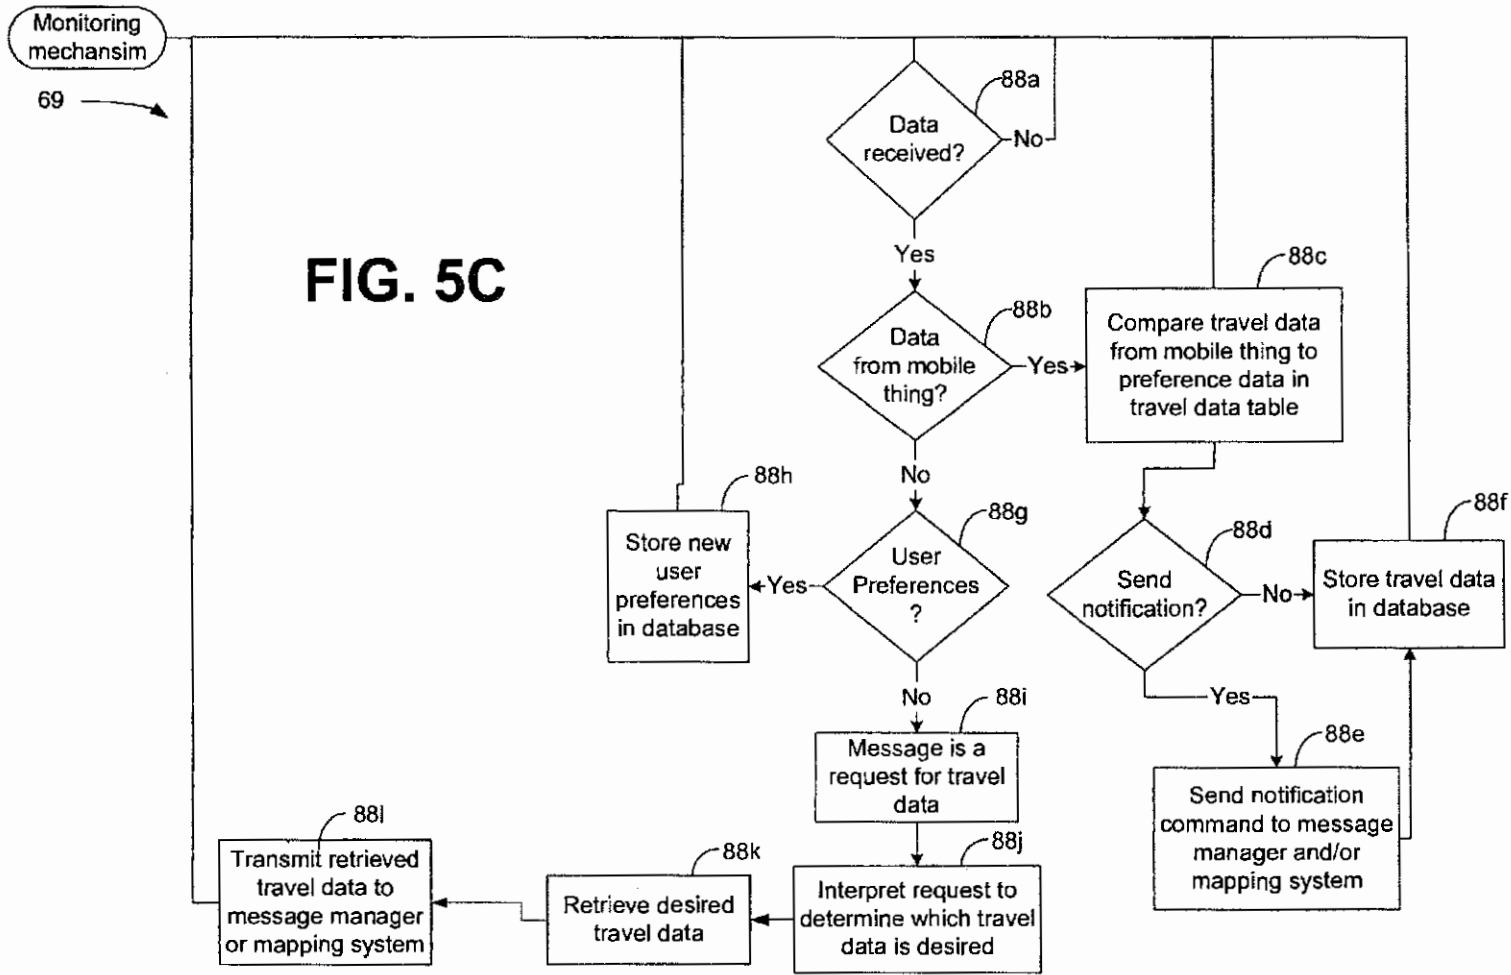 Monitoring
mechansim
69
FIG. 5C
88a
Data
received?
No
Yes
88b
Data
from mobile
thing?
Yes
88c
Compare travel data
from mobile thing to
preference data in
travel data table
No
88h
Store new
user
preferences
in database
Yes
88g
User
Preferences
?
88d
Send
notification?
No
88f
Store travel data
in database
No
Yes
88i
Message is a
request for travel
data
88e
Send notification
command to message
manager and/or
mapping system
88l
Transmit retrieved
travel data to
message manager
or mapping system
88k
Retrieve desired
travel data
88j
Interpret request to
determine which travel
data is desired